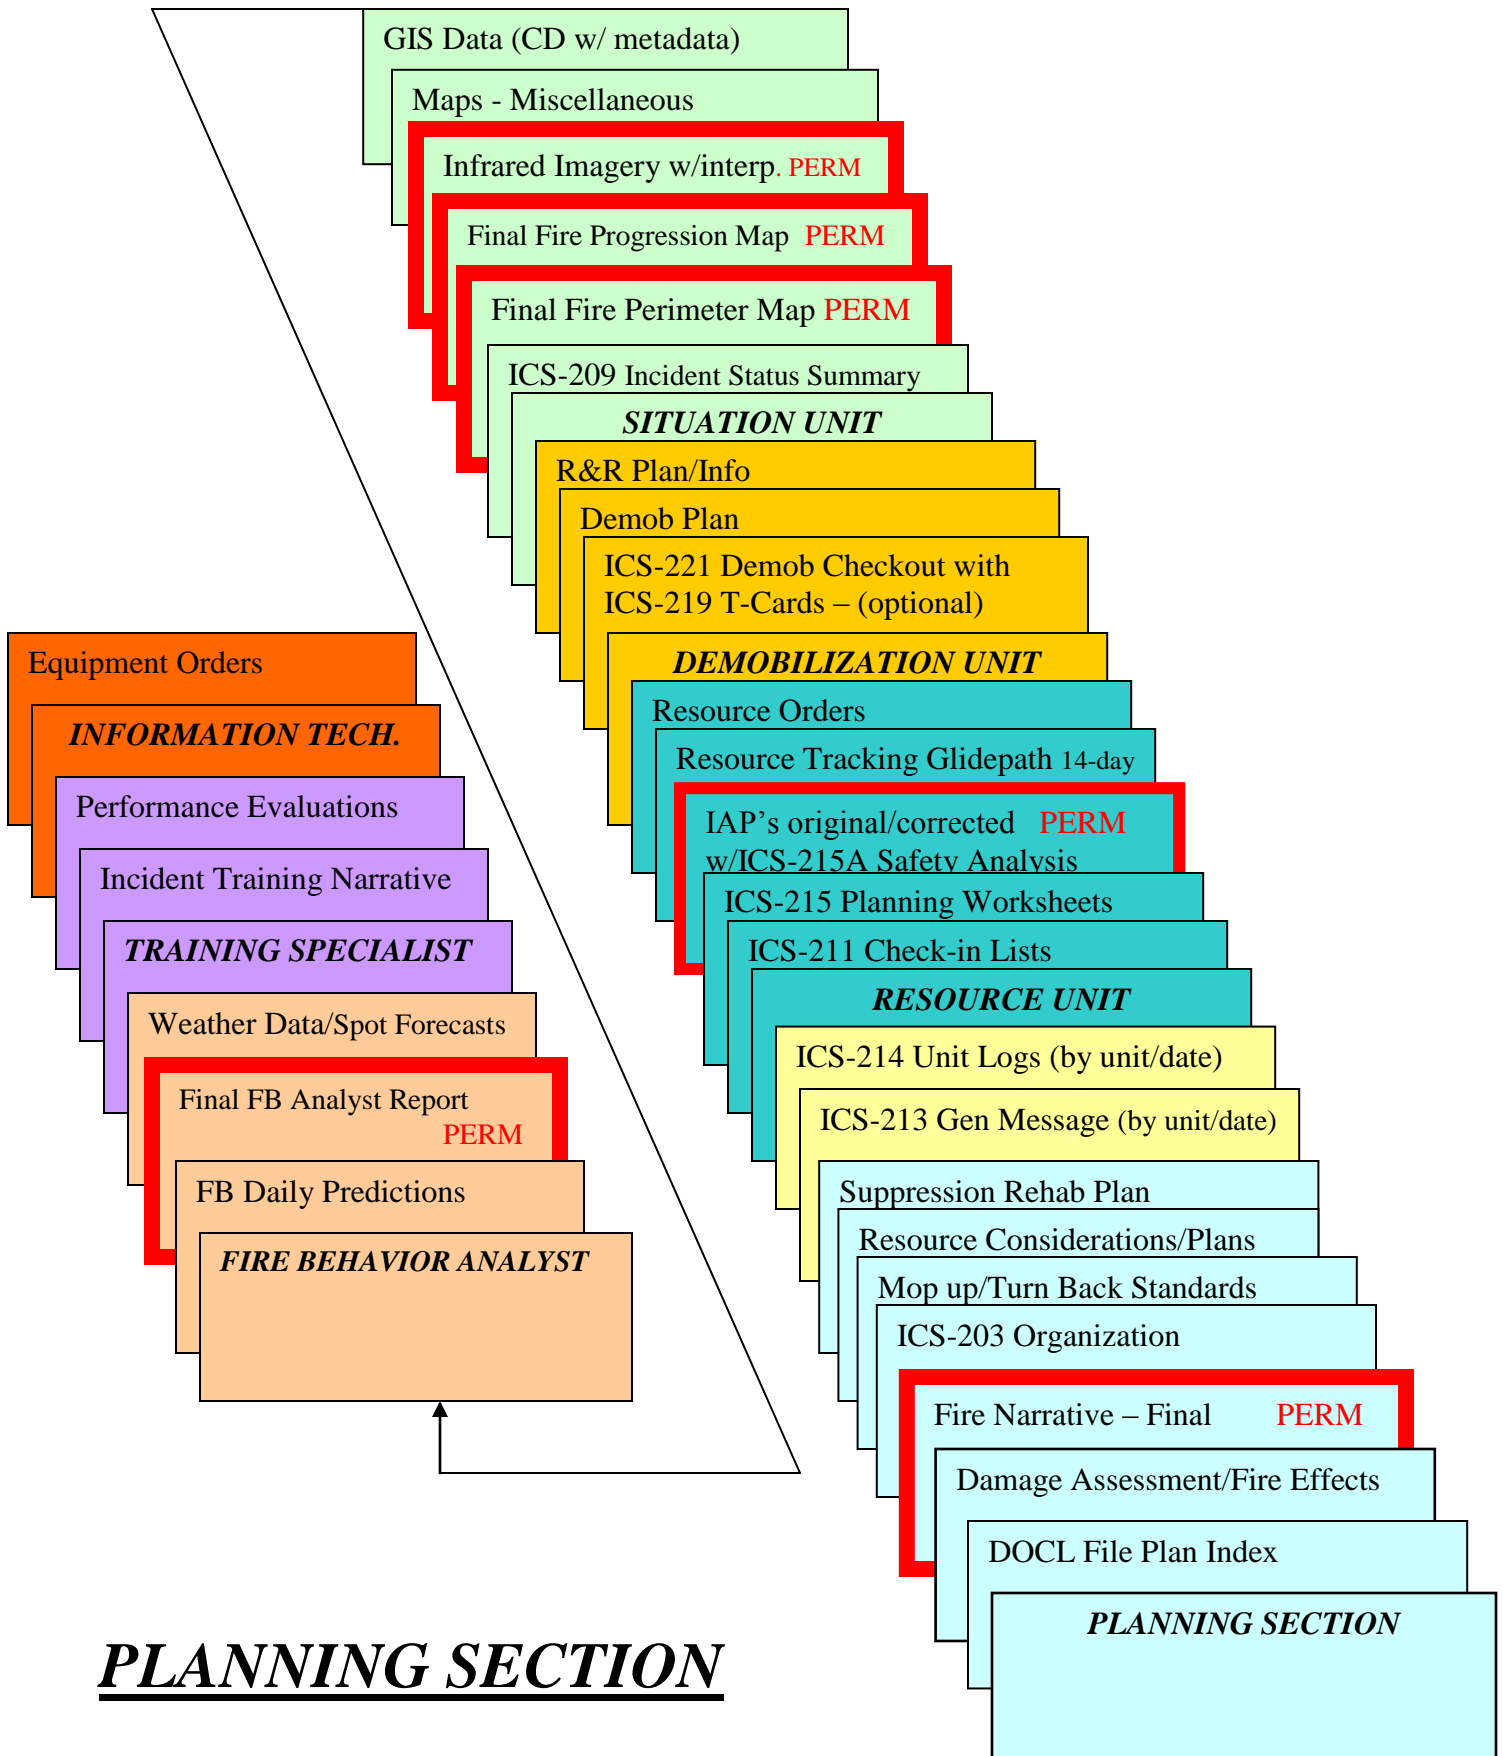 GIS Data (CD w/ metadata)
Maps - Miscellaneous
Infrared Imagery w/interp. PERM
Final Fire Progression Map PERM
Final Fire Perimeter Map PERM
ICS-209 Incident Status Summary
SITUATION UNIT
R&R Plan/Info
Demob Plan
ICS-221 Demob Checkout with
ICS-219 T-Cards – (optional)
DEMOBILIZATION UNIT
Resource Orders
Resource Tracking Glidepath 14-day
IAP’s original/corrected PERM
w/ICS-215A Safety Analysis
ICS-215 Planning Worksheets
ICS-211 Check-in Lists
RESOURCE UNIT
ICS-214 Unit Logs (by unit/date)
ICS-213 Gen Message (by unit/date)
Suppression Rehab Plan
Resource Considerations/Plans
Mop up/Turn Back Standards
ICS-203 Organization
Fire Narrative – Final PERM
Damage Assessment/Fire Effects
DOCL File Plan Index
PLANNING SECTION
Equipment Orders
INFORMATION TECH.
Performance Evaluations
Incident Training Narrative
TRAINING SPECIALIST
Weather Data/Spot Forecasts
Final FB Analyst Report
PERM
FB Daily Predictions
FIRE BEHAVIOR ANALYST
PLANNING SECTION